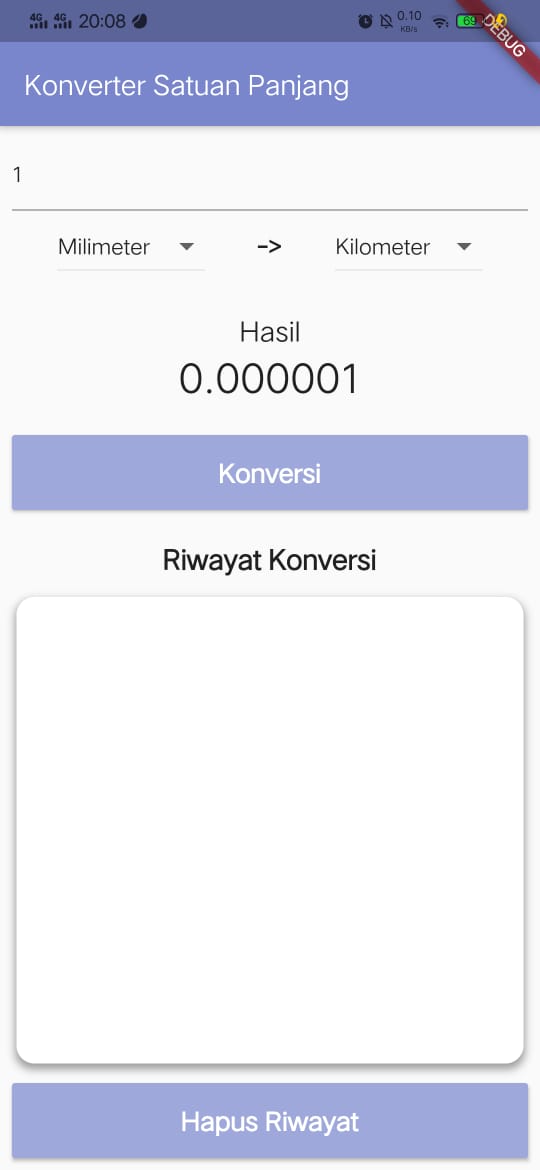 4G 4G 20:08 0.10 KB/s 69
DEBUG
Konverter Satuan Panjang
1
Milimeter -> Kilometer
Hasil
0.000001
Konversi
Riwayat Konversi
Hapus Riwayat